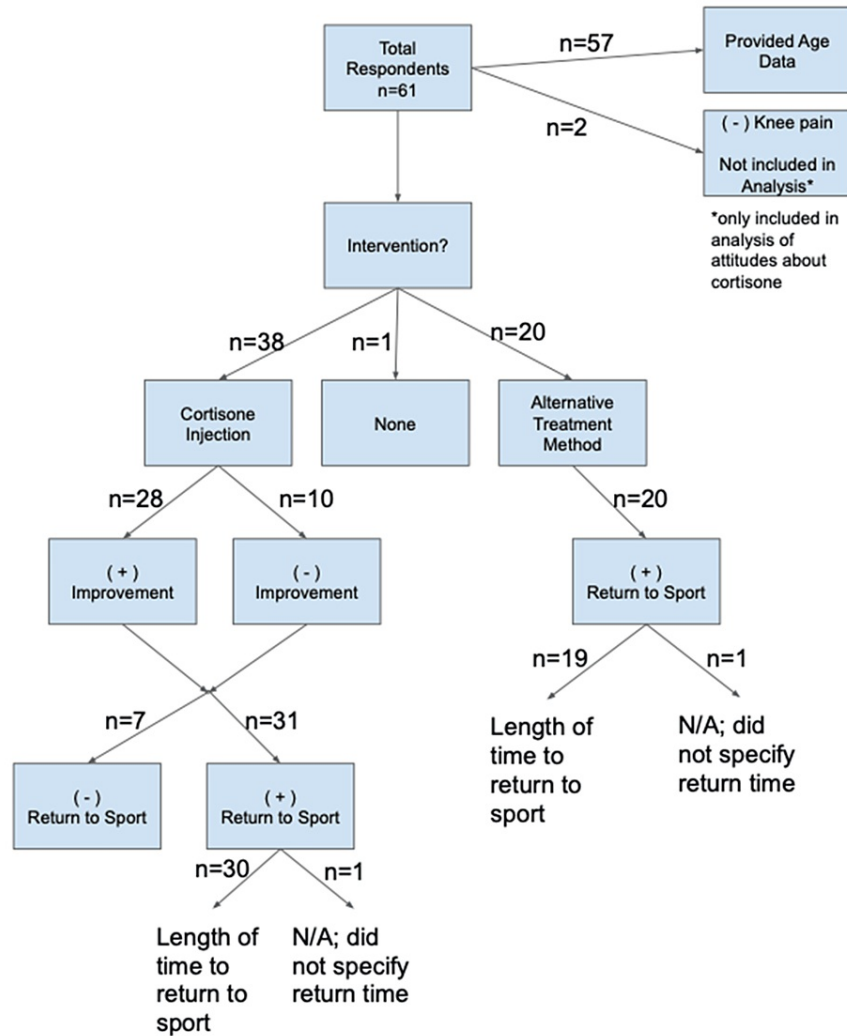 Total
Respondents
n=61
n=57
Provided Age
Data
n=2
( - ) Knee pain
Not included in
Analysis*
*only included in
analysis of
attitudes about
cortisone
Intervention?
n=38
n=1
n=20
Cortisone
Injection
None
Alternative
Treatment
Method
n=28
n=10
n=20
( + )
Improvement
( - )
Improvement
( + )
Return to Sport
n=7
n=31
n=19
n=1
Length of
time to
return to
sport
N/A; did
not specify
return time
( - )
Return to Sport
( + )
Return to Sport
n=30
n=1
Length of
time to
return to
sport
N/A; did
not specify
return time